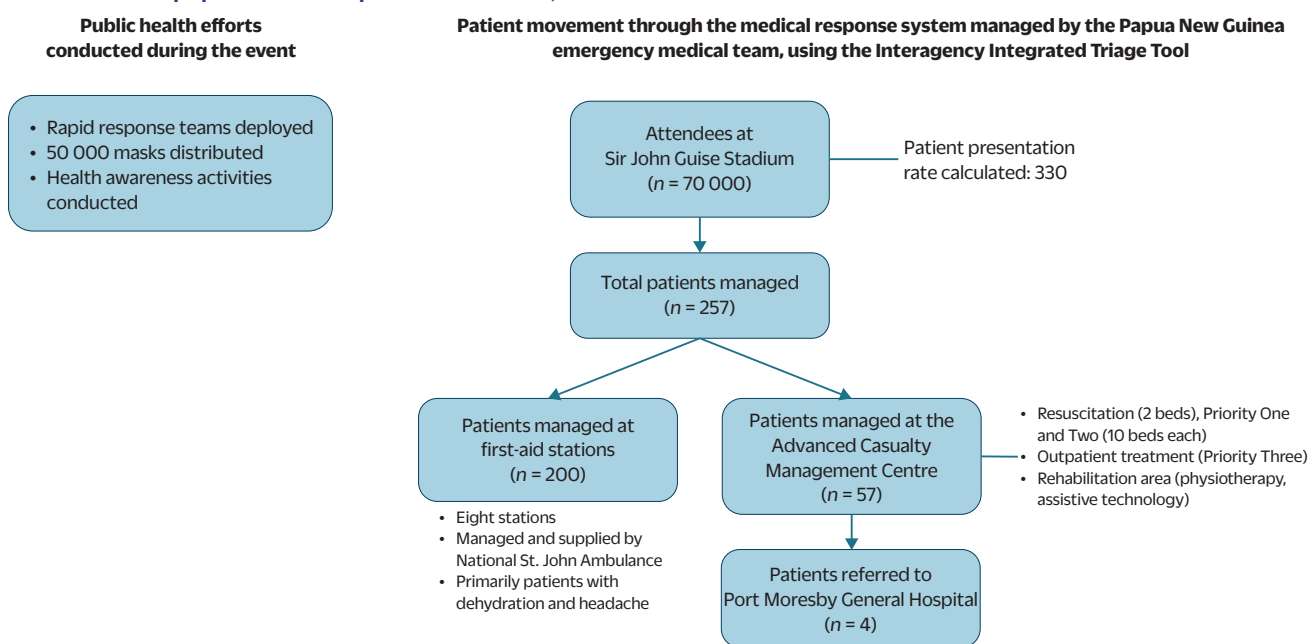 Public health efforts
conducted during the event
• Rapid response teams deployed
• 50 000 masks distributed
• Health awareness activities
conducted
Patient movement through the medical response system managed by the Papua New Guinea
emergency medical team, using the Interagency Integrated Triage Tool
Attendees at
Sir John Guise Stadium
(n = 70 000)
Patient presentation
rate calculated: 330
Total patients managed
(n = 257)
Patients managed at
first-aid stations
(n = 200)
• Eight stations
• Managed and supplied by
National St. John Ambulance
• Primarily patients with
dehydration and headache
Patients managed at the
Advanced Casualty
Management Centre
(n = 57)
• Resuscitation (2 beds), Priority One
and Two (10 beds each)
• Outpatient treatment (Priority Three)
• Rehabilitation area (physiotherapy,
assistive technology)
Patients referred to
Port Moresby General Hospital
(n = 4)